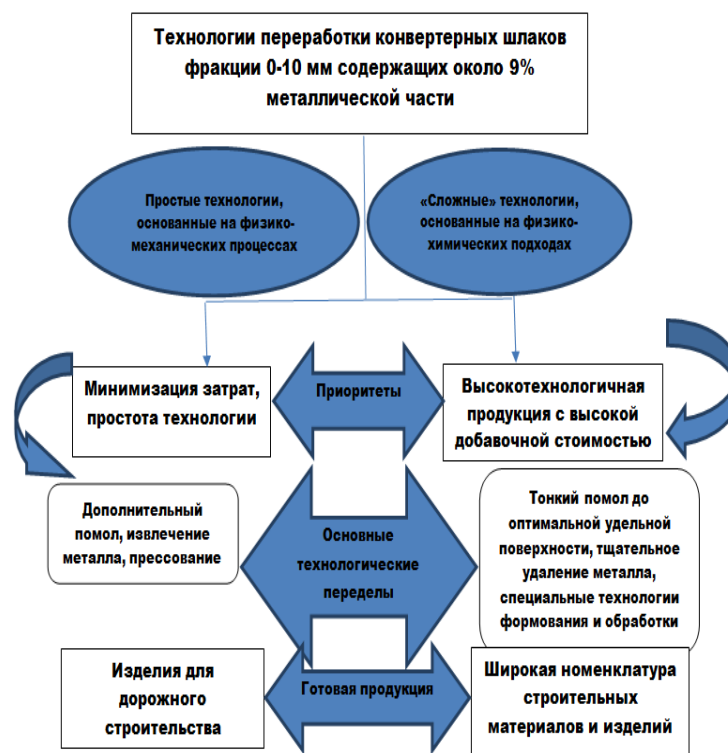 Технологии переработки конвертерных шлаков
фракции 0-10 мм содержащих около 9%
металлической части
Простые технологии,
основанные на физико-
механических процессах
«Сложные» технологии,
основанные на физико-
химических подходах
Минимизация затрат,
простота технологии
Приоритеты
Высокотехнологичная
продукция с высокой
добавочной стоимостью
Дополнительный
помол, извлечение
металла, прессование
Основные
технологические
переделы
Тонкий помол до
оптимальной удельной
поверхности, тщательное
удаление металла,
специальные технологии
формования и обработки
Изделия для
дорожного
строительства
Готовая продукция
Широкая номенклатура
строительных
материалов и изделий